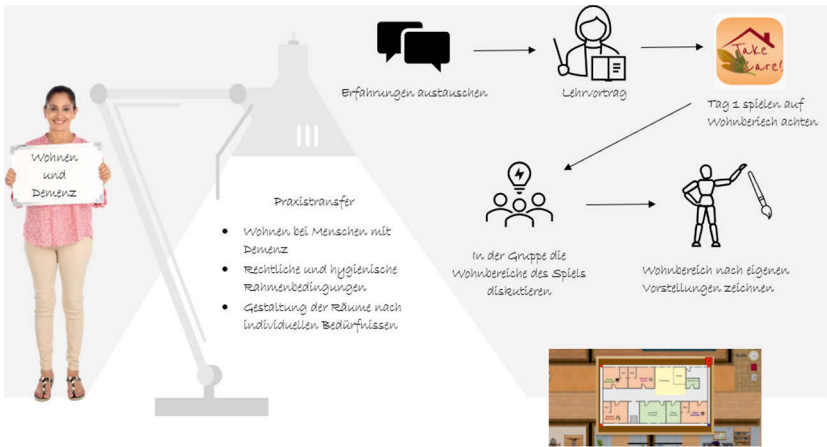 Erfahrungen austauschen
Lehrvortrag
Take
Care!
Tag 1 spielen auf
Wohnberiech achten
Wohnen
und
Demenz
Praxistransfer
Wohnen bei Menschen mit
Demenz
Rechtliche und hygienische
Rahmenbedingungen
Gestaltung der Räume nach
individuellen Bedürfnissen
In der Gruppe die
Wohnbereiche des Spiels
diskutieren
Wohnbereich nach eigenen
Vorstellungen zeichnen